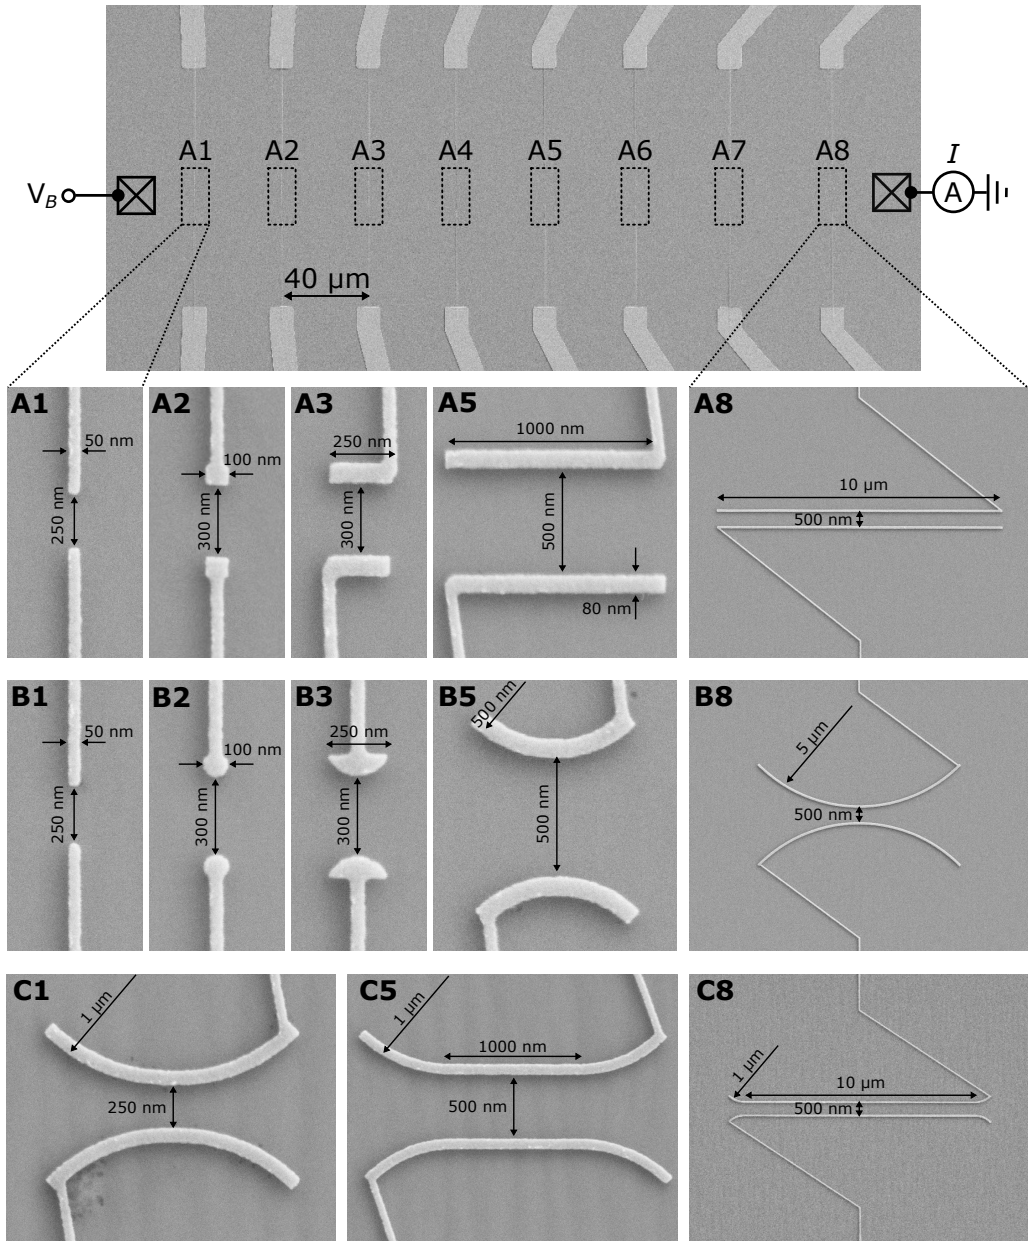 A1 A2 A3 A4 A5 A6 A7 A8
I
V_B
A
40 µm
A1
50 nm
250 nm
A2
100 nm
300 nm
A3
250 nm
300 nm
A5
1000 nm
500 nm
80 nm
A8
10 µm
500 nm
B1
50 nm
250 nm
B2
100 nm
300 nm
B3
250 nm
300 nm
B5
500 nm
500 nm
B8
5 µm
500 nm
C1
1 µm
250 nm
C5
1 µm
1000 nm
500 nm
C8
1 µm
10 µm
500 nm